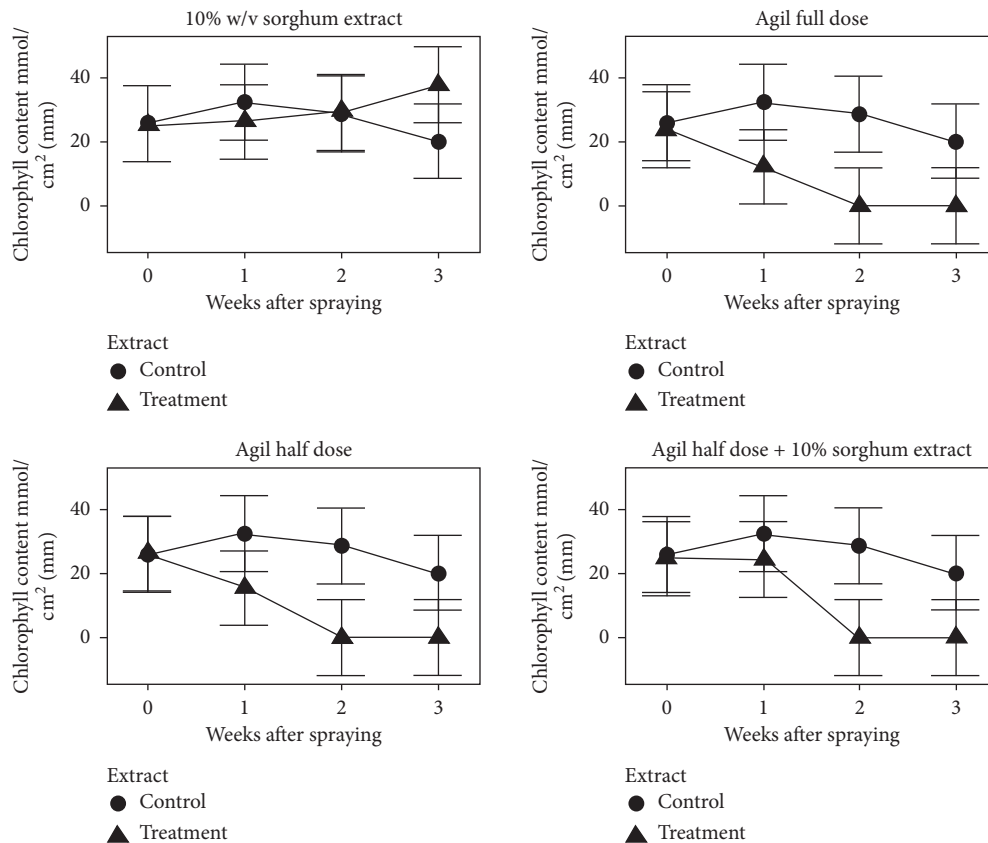 10% w/v sorghum extract
Chlorophyll content mmol/
cm² (mm)
40
20
0
0 1 2 3
Weeks after spraying
Extract
Control
Treatment
Agil full dose
Chlorophyll content mmol/
cm² (mm)
40
20
0
0 1 2 3
Weeks after spraying
Extract
Control
Treatment
Agil half dose
Chlorophyll content mmol/
cm² (mm)
40
20
0
0 1 2 3
Weeks after spraying
Extract
Control
Treatment
Agil half dose + 10% sorghum extract
Chlorophyll content mmol/
cm² (mm)
40
20
0
0 1 2 3
Weeks after spraying
Extract
Control
Treatment